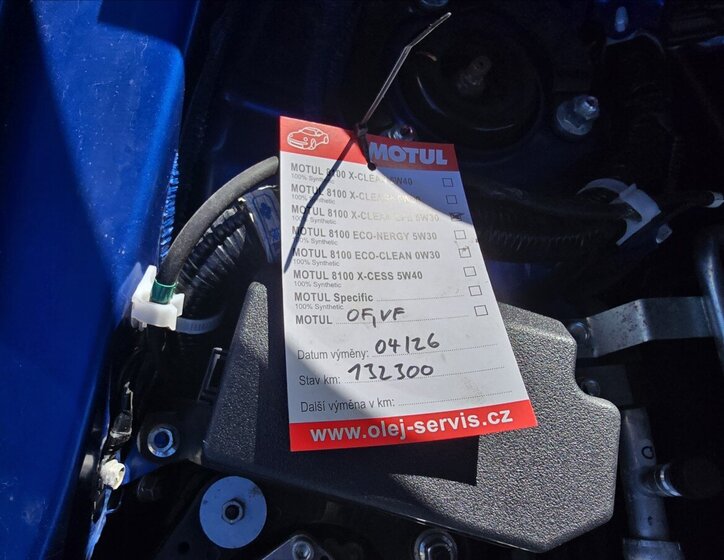 MOTUL
MOTUL 8100 X-CLEAN 5W40
100% Synthetic
MOTUL 8100 X-CLEAN
100% Synthetic
MOTUL 8100 X-CLEAN 5W30
100% Synthetic
MOTUL 8100 ECO-NERGY 5W30
100% Synthetic
MOTUL 8100 ECO-CLEAN 0W30
100% Synthetic
MOTUL 8100 X-CESS 5W40
100% Synthetic
MOTUL Specific
100% Synthetic
MOTUL OF,VF
Datum výměny: 04/26
Stav km: 132300
Další výměna v km:
www.olej-servis.cz